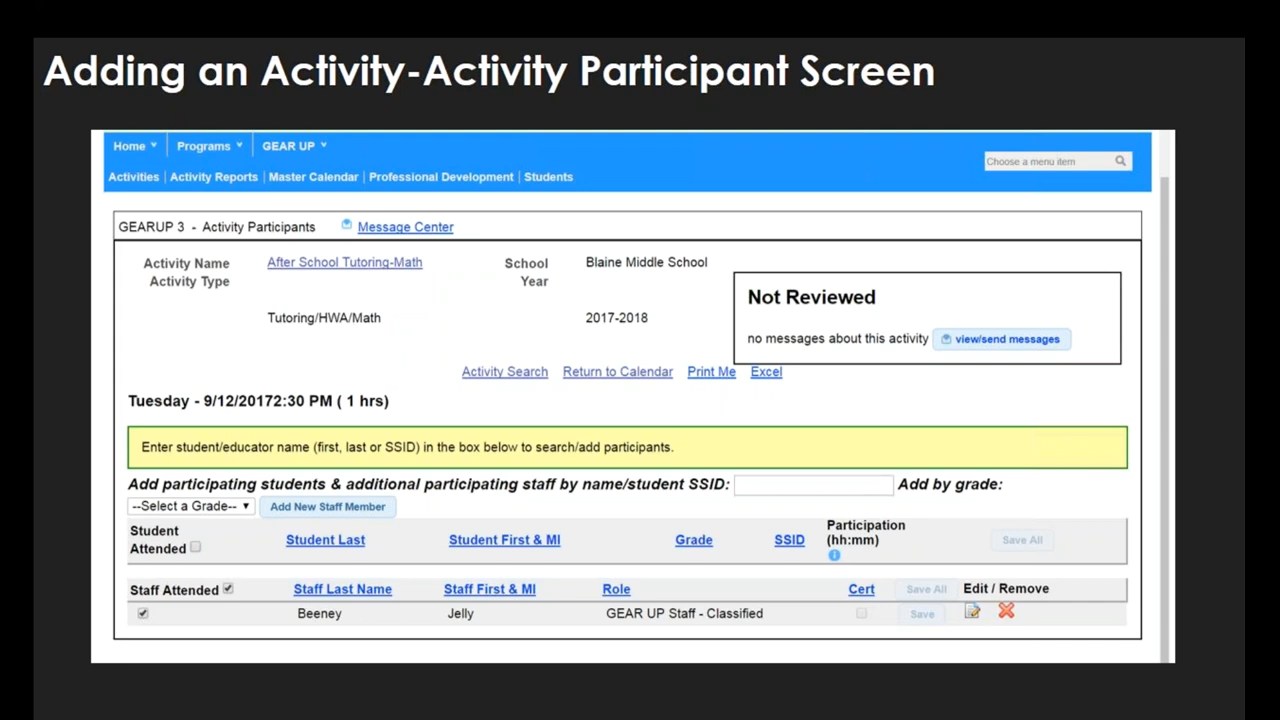 Adding an Activity-Activity Participant Screen
Home Programs GEAR UP
Choose a menu item
Activities | Activity Reports | Master Calendar | Professional Development | Students
GEARUP 3 - Activity Participants Message Center
Activity Name After School Tutoring-Math School Blaine Middle School
Activity Type Year
Not Reviewed
Tutoring/HWA/Math 2017-2018
no messages about this activity view/send messages
Activity Search Return to Calendar Print Me Excel
Tuesday - 9/12/20172:30 PM ( 1 hrs)
Enter student/educator name (first, last or SSID) in the box below to search/add participants.
Add participating students & additional participating staff by name/student SSID: Add by grade:
--Select a Grade-- Add New Staff Member
Student Attended Student Last Student First & MI Grade SSID Participation (hh:mm) Save All
Staff Attended Staff Last Name Staff First & MI Role Cert Save All Edit / Remove
Beeney Jelly GEAR UP Staff - Classified Save